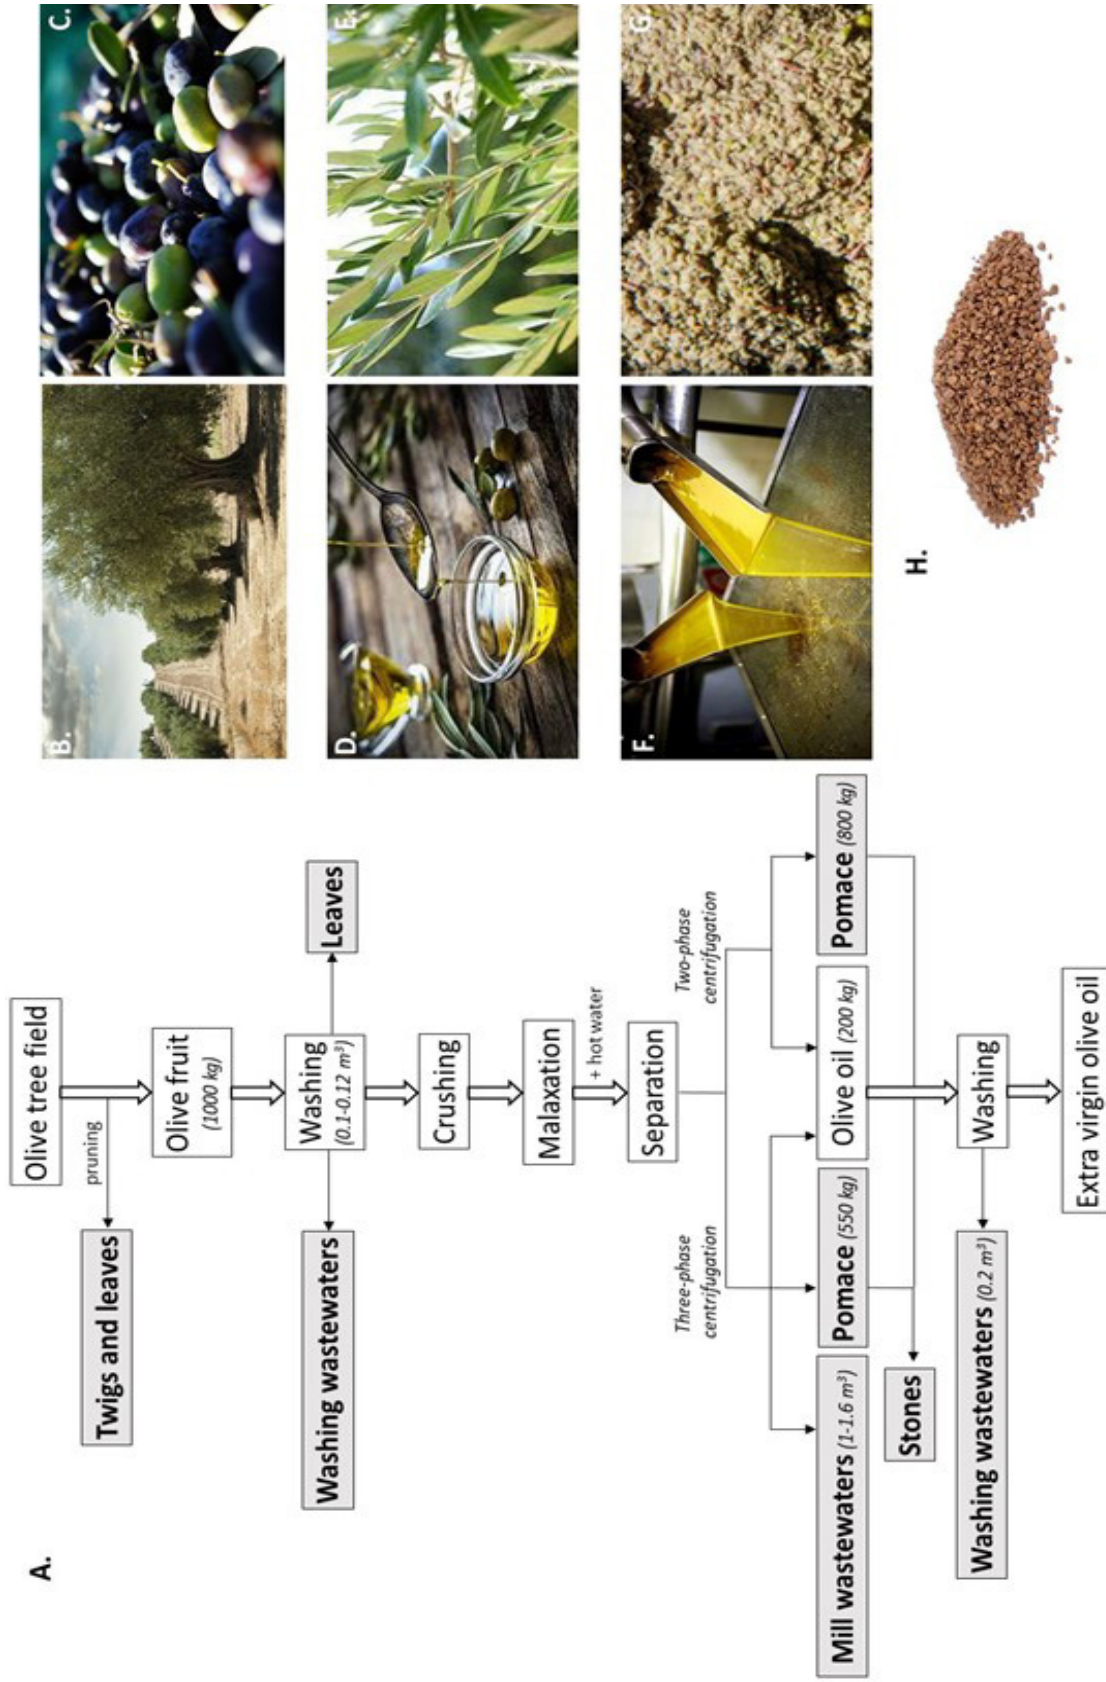 A.
Olive tree field
pruning
Twigs and leaves
Olive fruit
(1000 kg)
Washing
(0.1-0.12 m³)
Washing wastewaters
Leaves
Crushing
Malaxation
+ hot water
Separation
Three-phase
centrifugation
Two-phase
centrifugation
Mill wastewaters (1-1.6 m³)
Pomace (550 kg)
Olive oil (200 kg)
Pomace (800 kg)
Stones
Washing
Washing wastewaters (0.2 m³)
Extra virgin olive oil
B.
C.
D.
E.
F.
G.
H.